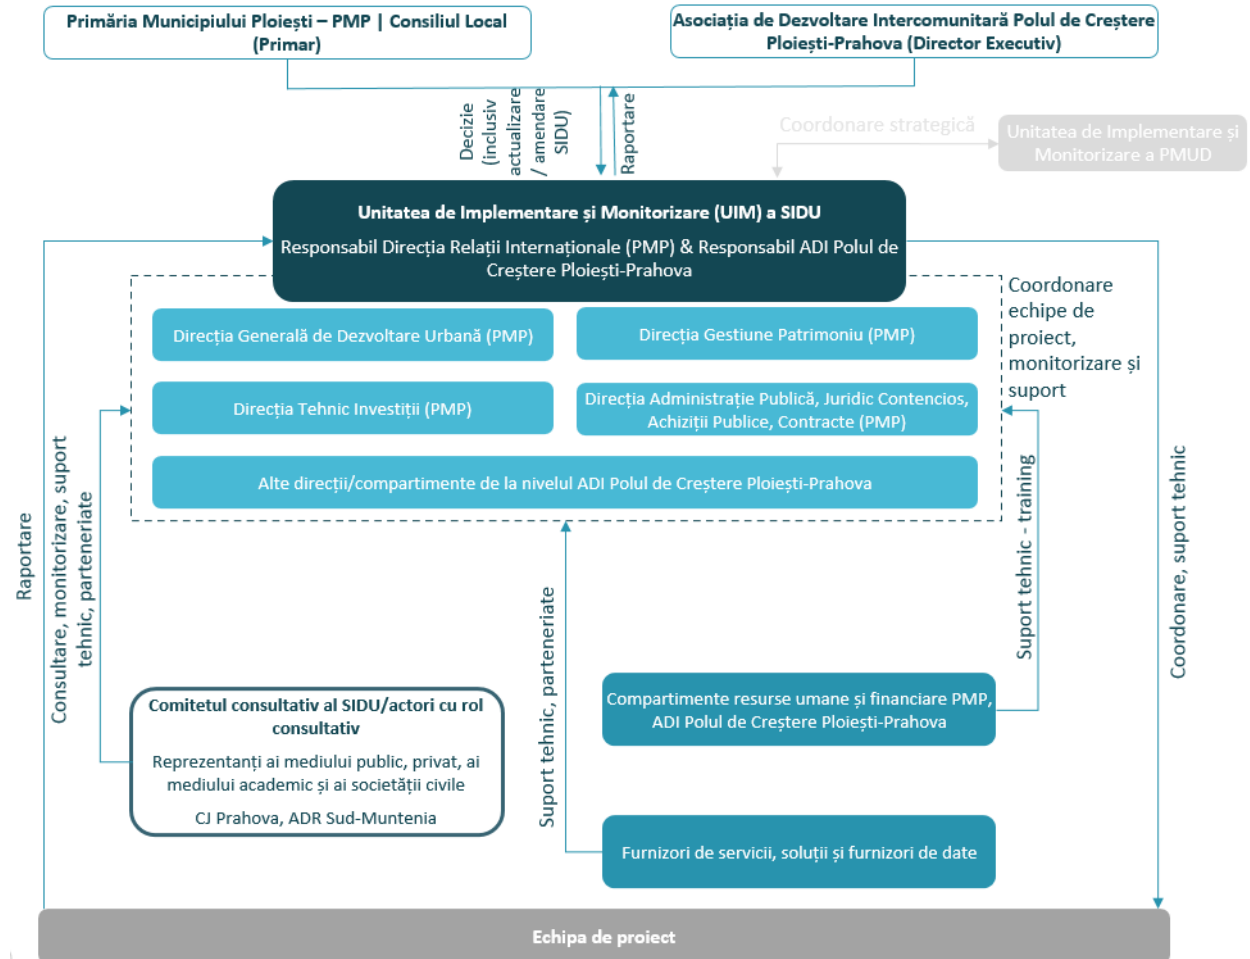 Primăria Municipiului Ploiești – PMP | Consiliul Local
(Primar)
Asociația de Dezvoltare Intercomunitară Polul de Creștere
Ploiești-Prahova (Director Executiv)
Decizie
(inclusiv
actualizare
/ amendare
SIDU)
Raportare
Coordonare strategică
Unitatea de Implementare și
Monitorizare a PMUD
Unitatea de Implementare și Monitorizare (UIM) a SIDU
Responsabil Direcția Relații Internaționale (PMP) & Responsabil ADI Polul de
Creștere Ploiești-Prahova
Coordonare
echipe de
proiect,
monitorizare și
suport
Direcția Generală de Dezvoltare Urbană (PMP)
Direcția Gestiune Patrimoniu (PMP)
Direcția Tehnic Investiții (PMP)
Direcția Administrație Publică, Juridic Contencios,
Achiziții Publice, Contracte (PMP)
Alte direcții/compartimente de la nivelul ADI Polul de Creștere Ploiești-Prahova
Raportare
Consultare, monitorizare, suport
tehnic, parteneriate
Suport tehnic, parteneriate
Suport tehnic - training
Coordonare, suport tehnic
Comitetul consultativ al SIDU/actori cu rol
consultativ
Reprezentanți ai mediului public, privat, ai
mediului academic și ai societății civile
CJ Prahova, ADR Sud-Muntenia
Compartimente resurse umane și financiare PMP,
ADI Polul de Creștere Ploiești-Prahova
Furnizori de servicii, soluții și furnizori de date
Echipa de proiect